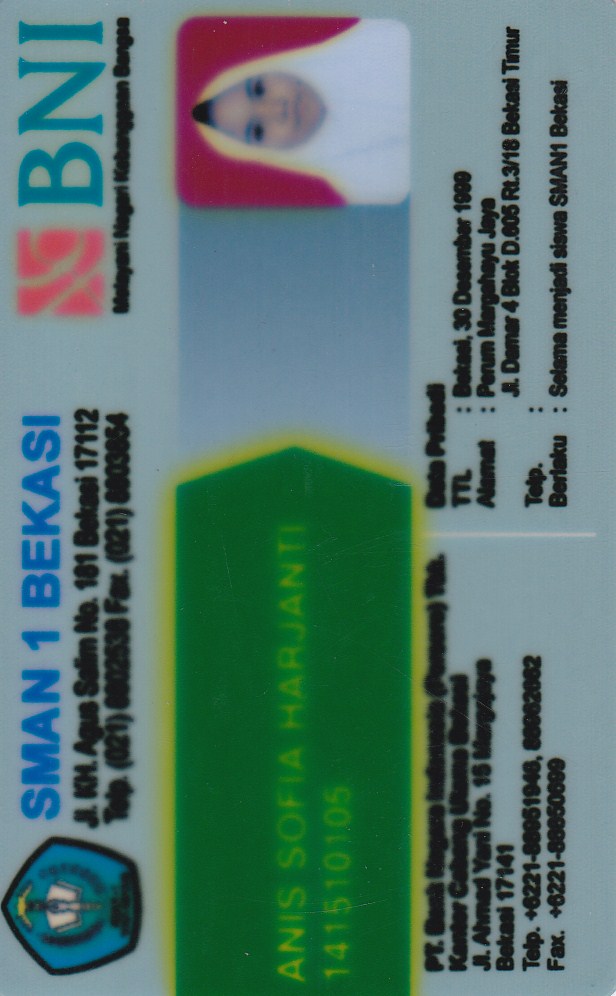 SMAN 1 BEKASI
Jl. KH. Agus Salim No. 181 Bekasi 17112
Telp. (021) 8802538 Fax. (021) 8803864
BNI
Melayani Negeri Kebanggaan Bangsa
ANIS SOFIA HARJANTI
141510105
PT. Bank Negara Indonesia (Persero) Tbk.
Kantor Cabang Utama Bekasi
Jl. Ahmad Yani No. 15 Margajaya
Bekasi 17141
Telp. +6221-88951946,
Fax. +6221-88950899
Data Pribadi
TTL : Bekasi, 30 Desember 1999
Alamat : Perum Margahayu Jaya
Jl. Damar 4 Blok D.605 Rt.3/18 Bekasi Timur
Telp. :
Berlaku : Selama menjadi siswa SMAN1 Bekasi